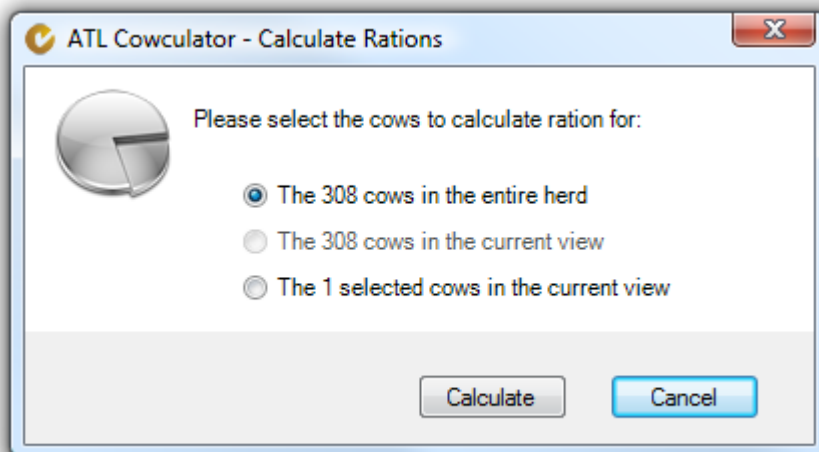 ATL Cowculator - Calculate Rations
Please select the cows to calculate ration for:
The 308 cows in the entire herd
The 308 cows in the current view
The 1 selected cows in the current view
Calculate Cancel